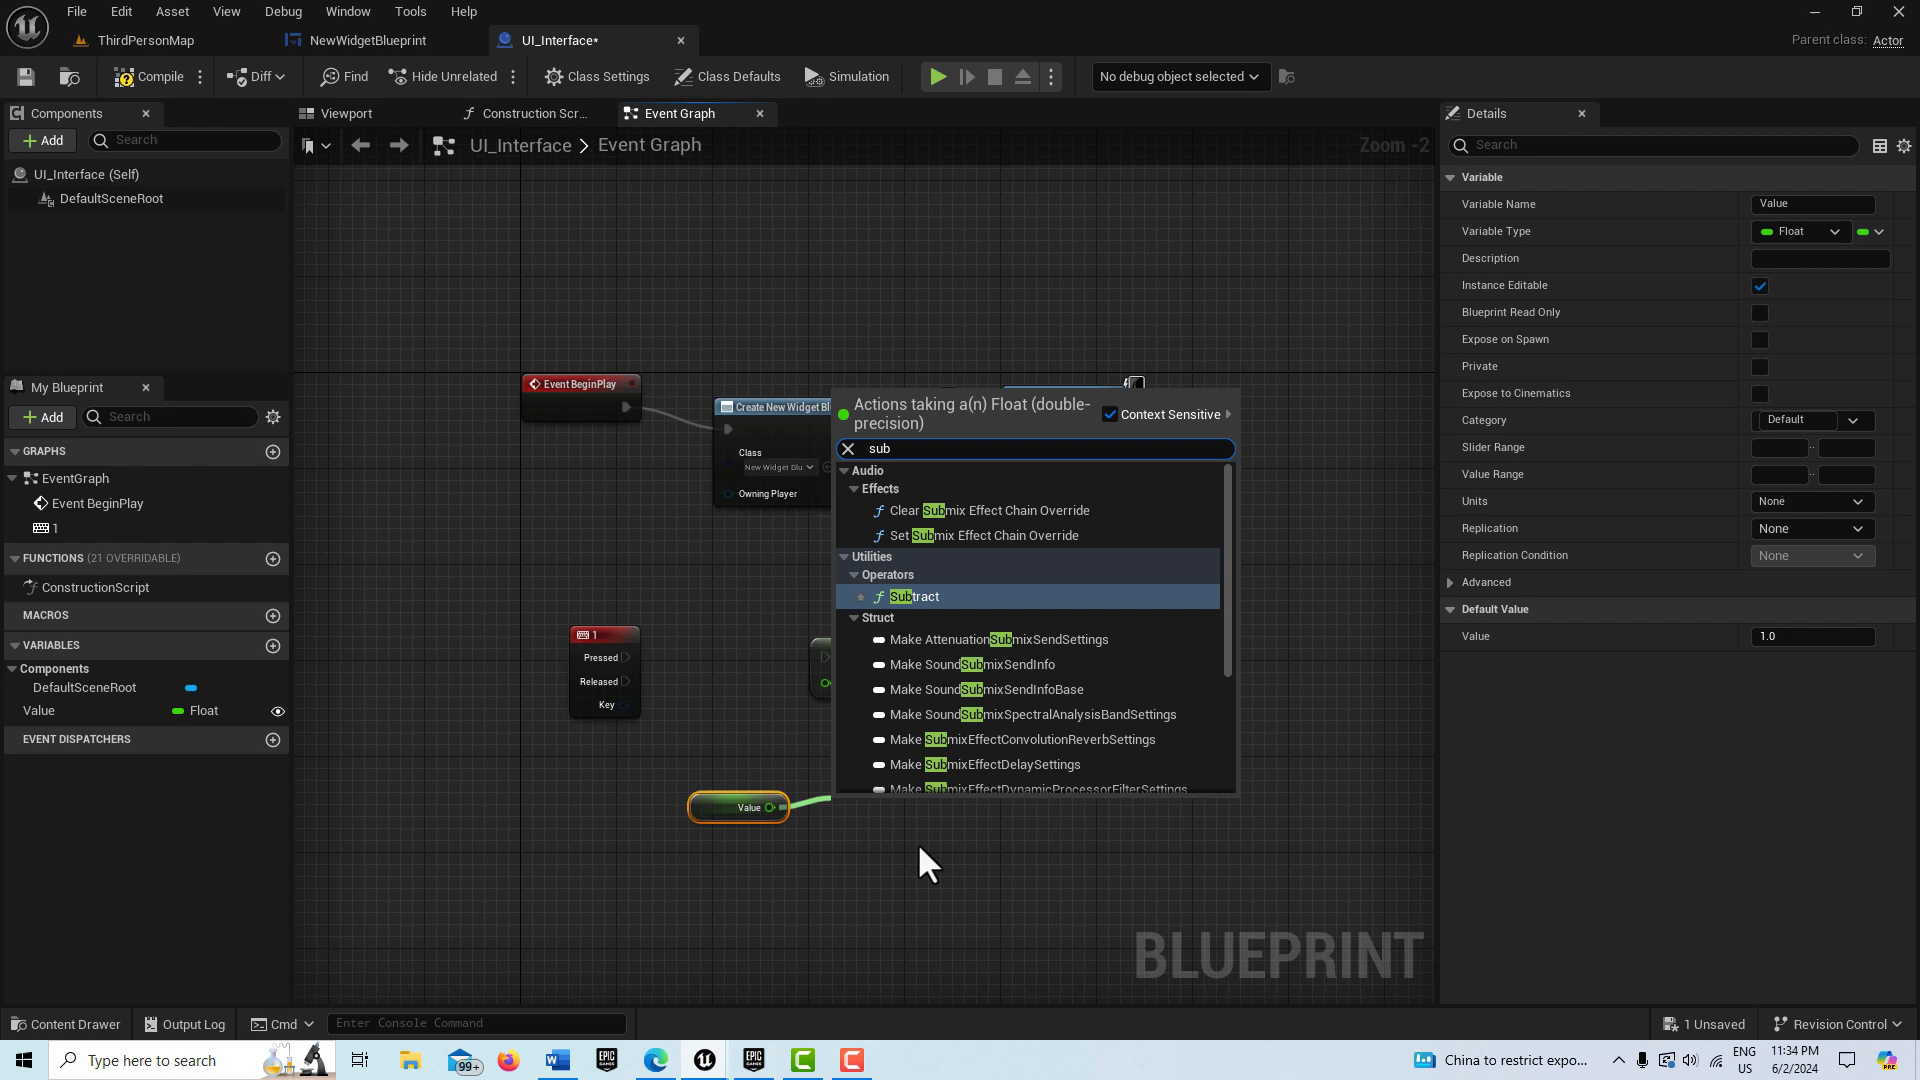 File Edit Asset View Debug Window Tools Help
ThirdPersonMap NewWidgetBlueprint UI_Interface*
Parent class: Actor
Compile Diff Find Hide Unrelated Class Settings Class Defaults Simulation No debug object selected
Components Viewport Construction Scr... Event Graph Details
Add Search UI_Interface > Event Graph Zoom -2 Search
UI_Interface (Self)
DefaultSceneRoot
Variable
Variable Name Value
Variable Type Float
Description
Instance Editable
Blueprint Read Only
Expose on Spawn
Private
Expose to Cinematics
Category Default
Slider Range
Value Range
Units None
Replication None
Replication Condition None
Advanced
Default Value
Value 1.0
My Blueprint
Add Search
GRAPHS
EventGraph
Event BeginPlay
1
FUNCTIONS (21 OVERRIDABLE)
ConstructionScript
MACROS
VARIABLES
Components
DefaultSceneRoot
Value Float
EVENT DISPATCHERS
Event BeginPlay
Create New Widget Bl
Class
New Widget Blu
Owning Player
1
Pressed
Released
Key
Value
Actions taking a(n) Float (double-
precision)
Context Sensitive
sub
Audio
Effects
Clear Submix Effect Chain Override
Set Submix Effect Chain Override
Utilities
Operators
Subtract
Struct
Make AttenuationSubmixSendSettings
Make SoundSubmixSendInfo
Make SoundSubmixSendInfoBase
Make SoundSubmixSpectralAnalysisBandSettings
Make SubmixEffectConvolutionReverbSettings
Make SubmixEffectDelaySettings
Make SubmixEffectDynamicProcessorFilterSettings
BLUEPRINT
Content Drawer Output Log Cmd Enter Console Command 1 Unsaved Revision Control
Type here to search 99+ China to restrict expo... ENG
US
11:34 PM
6/2/2024